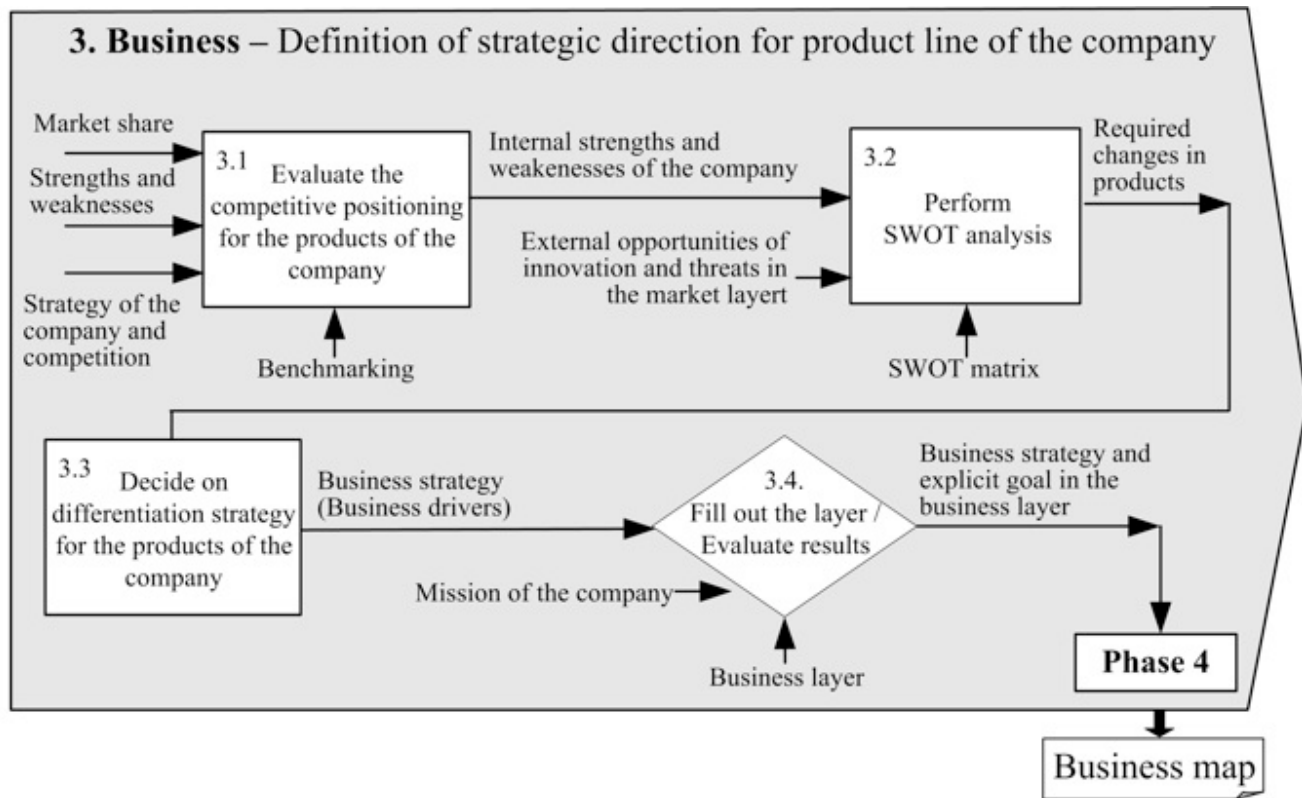 3. Business – Definition of strategic direction for product line of the company
Market share
Strengths and
weaknesses
Strategy of the
company and
competition
3.1
Evaluate the
competitive positioning
for the products of the
company
Benchmarking
Internal strengths and
weakenesses of the company
External opportunities of
innovation and threats in
the market layert
3.2
Perform
SWOT analysis
SWOT matrix
Required
changes in
products
3.3
Decide on
differentiation strategy
for the products of the
company
Business strategy
(Business drivers)
Mission of the company
3.4.
Fill out the layer /
Evaluate results
Business layer
Business strategy and
explicit goal in the
business layer
Phase 4
Business map